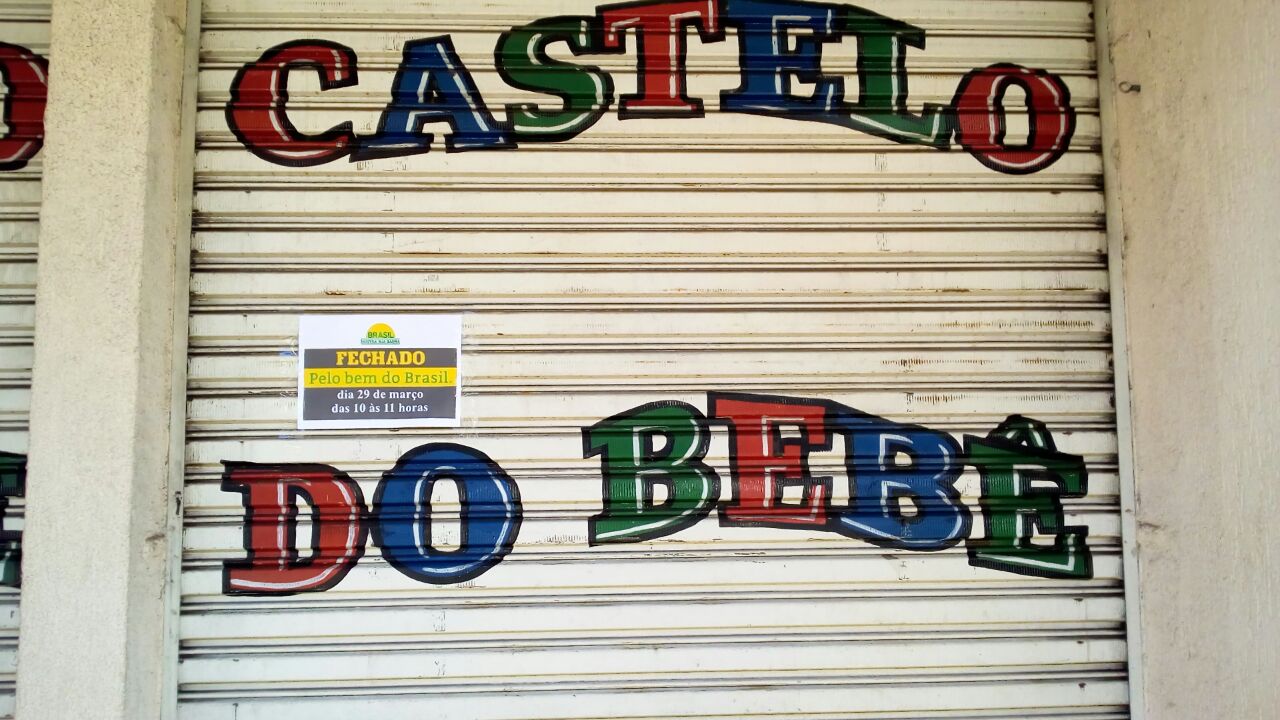 CASTELO
BRASIL
FECHADO
Pelo bem do Brasil.
dia 29 de março
das 10 às 11 horas
DO BEBÊ